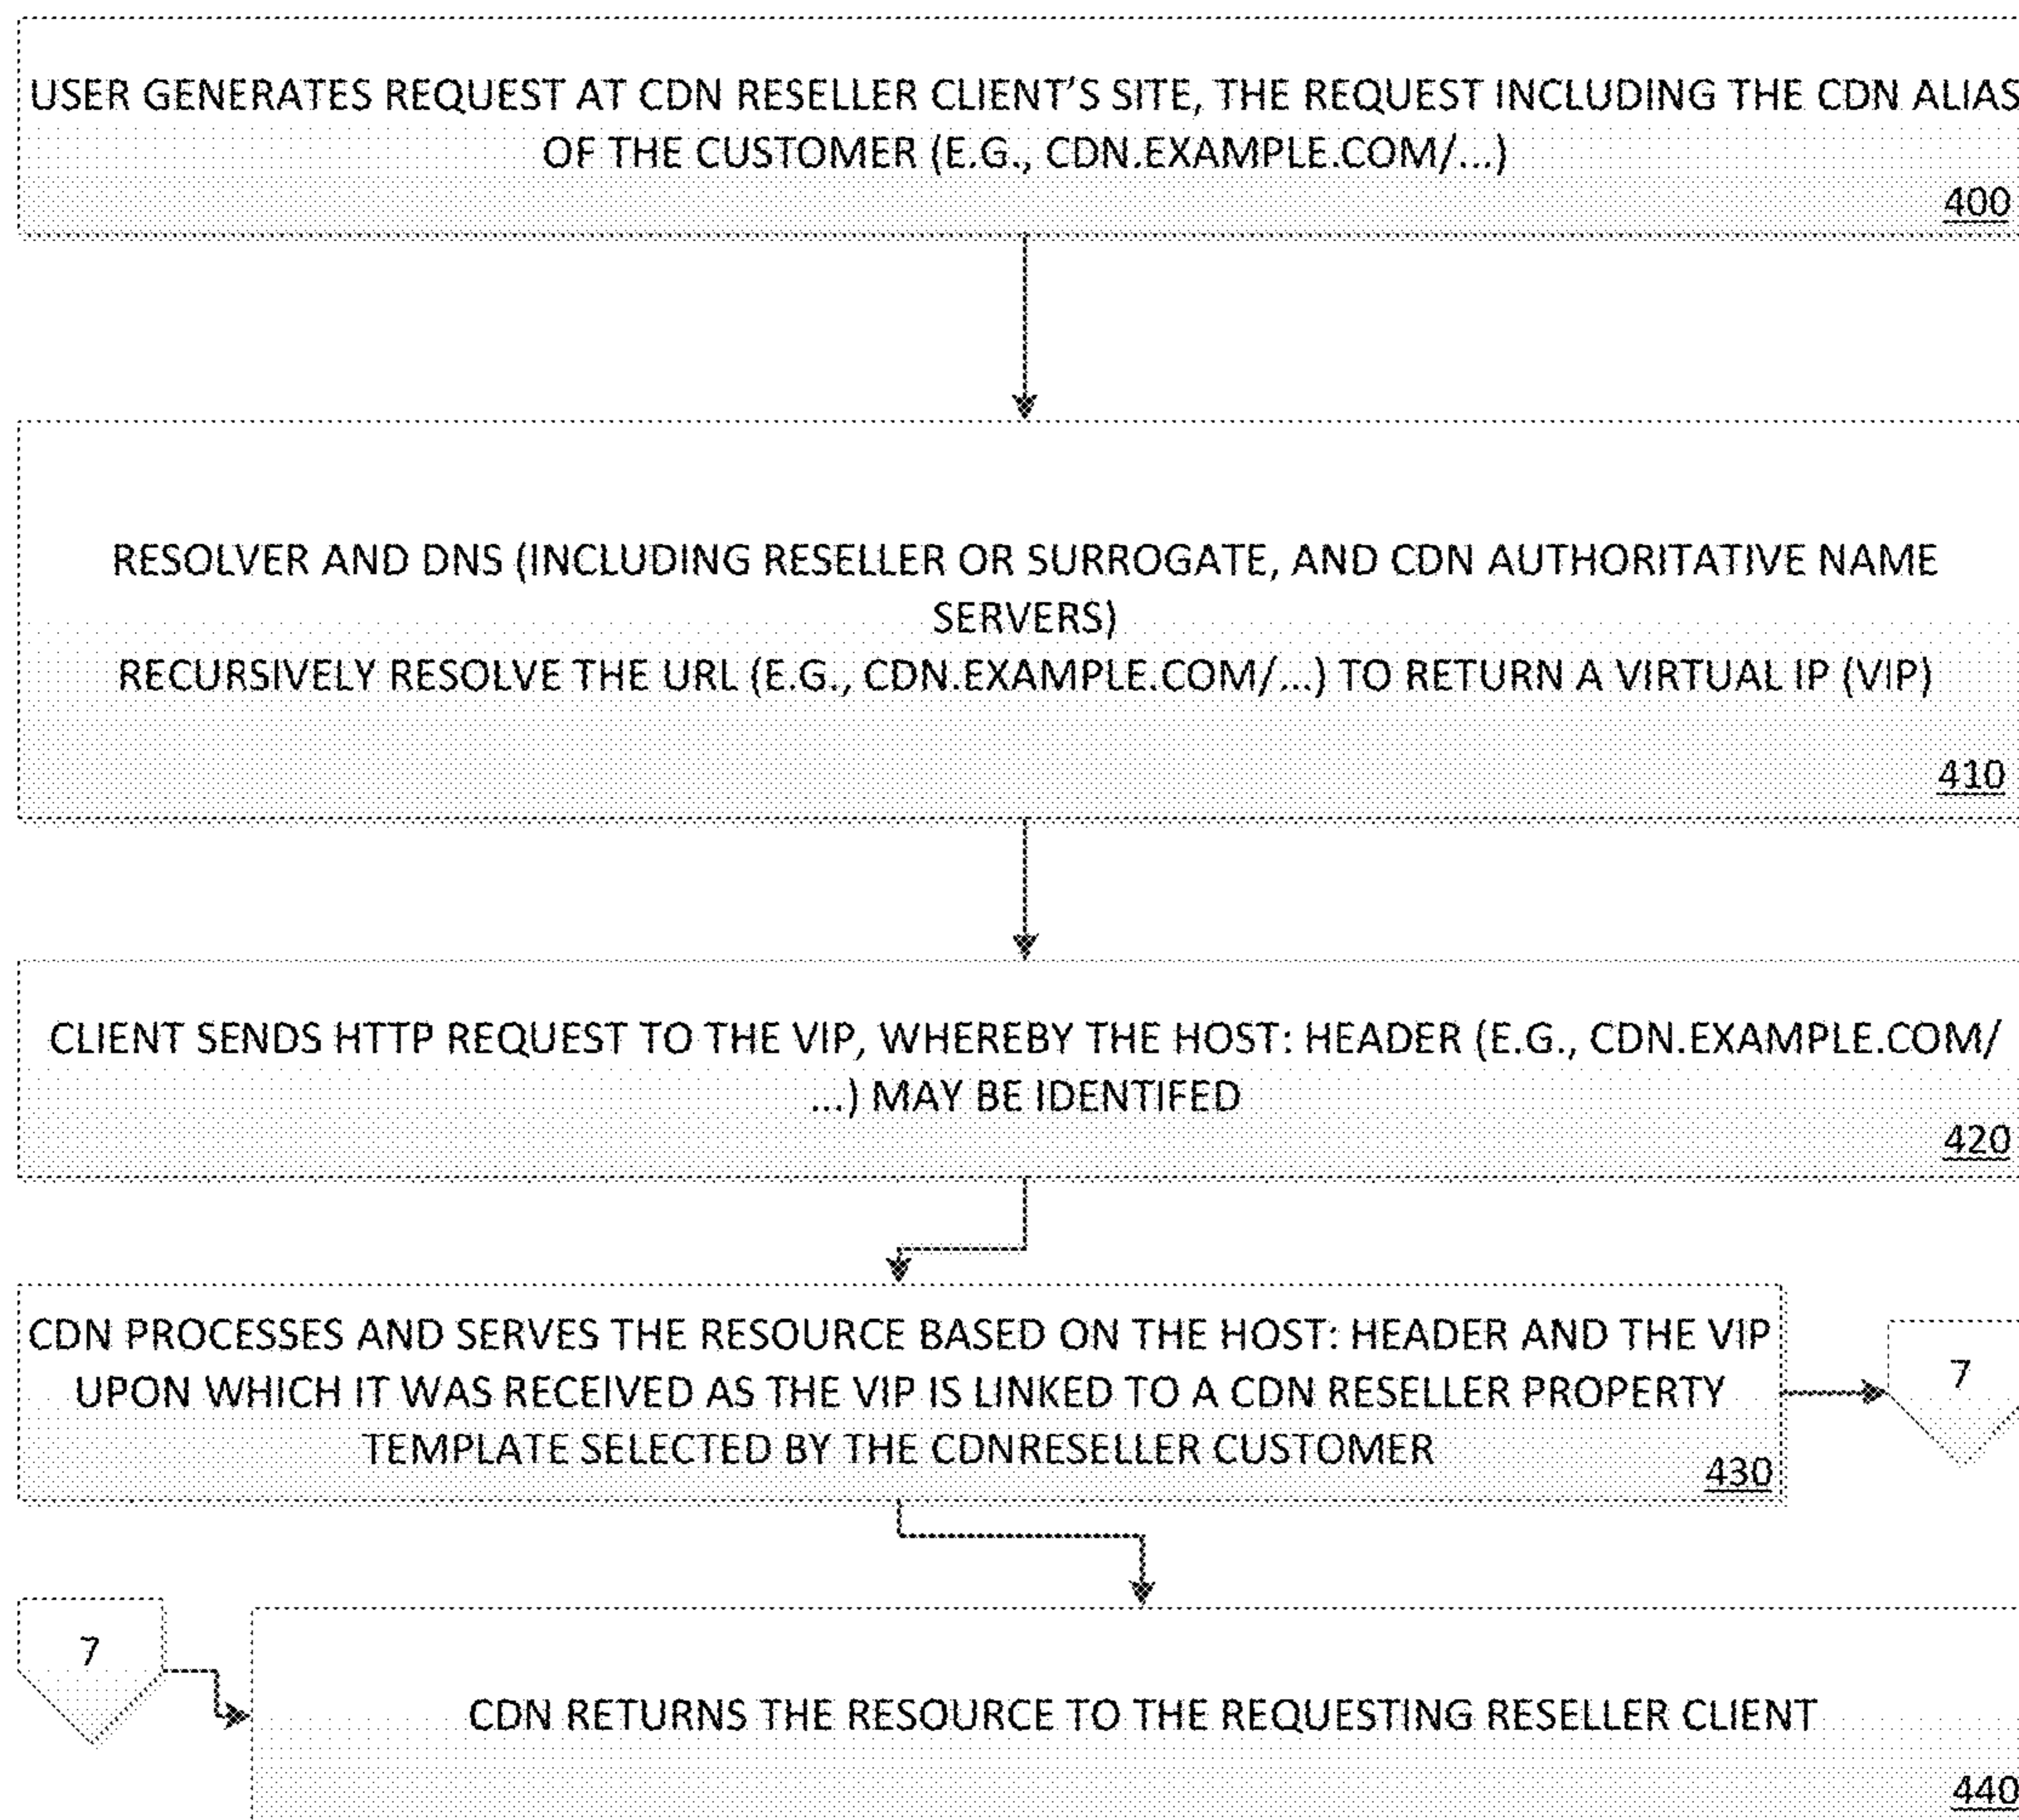 USER GENERATES REQUEST AT CDN RESELLER CLIENT'S SITE, THE REQUEST INCLUDING THE CDN ALIAS
OF THE CUSTOMER (E.G., CDN.EXAMPLE.COM/...)
400
RESOLVER AND DNS (INCLUDING RESELLER OR SURROGATE, AND CDN AUTHORITATIVE NAME
SERVERS)
RECURSIVELY RESOLVE THE URL (E.G., CDN.EXAMPLE.COM/...) TO RETURN A VIRTUAL IP (VIP)
410
CLIENT SENDS HTTP REQUEST TO THE VIP, WHEREBY THE HOST: HEADER (E.G., CDN.EXAMPLE.COM/
...) MAY BE IDENTIFED
420
CDN PROCESSES AND SERVES THE RESOURCE BASED ON THE HOST: HEADER AND THE VIP
UPON WHICH IT WAS RECEIVED AS THE VIP IS LINKED TO A CDN RESELLER PROPERTY
TEMPLATE SELECTED BY THE CDNRESELLER CUSTOMER
430
7
7
CDN RETURNS THE RESOURCE TO THE REQUESTING RESELLER CLIENT
440